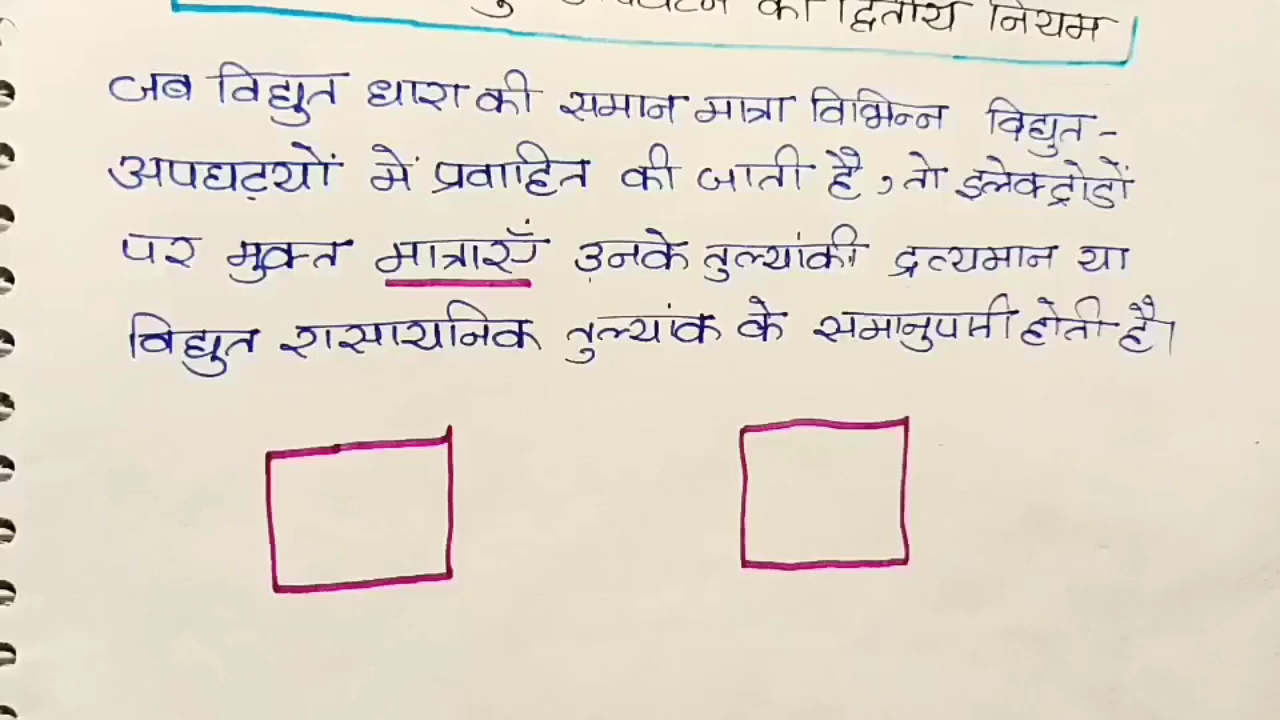 का द्वितीय नियम
जब विद्युत धारा की समान मात्रा विभिन्न विद्युत -
अपघट्यों में प्रवाहित की जाती है, तो इलेक्ट्रोडों
पर मुक्त मात्राएँ उनके तुल्यांकी द्रव्यमान या
विद्युत रासायनिक तुल्यांक के समानुपाती होती है।